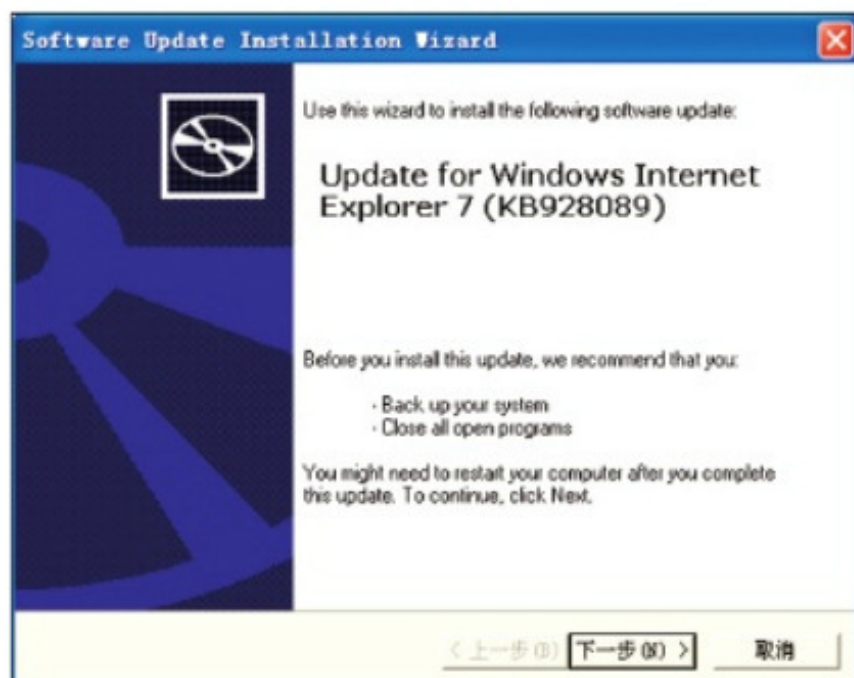 Software Update Installation Wizard
Use this wizard to install the following software update:
Update for Windows Internet
Explorer 7 (KB928089)
Before you install this update, we recommend that you:
· Back up your system
· Close all open programs
You might need to restart your computer after you complete
this update. To continue, click Next.
< 上一步(B) 下一步(N) > 取消